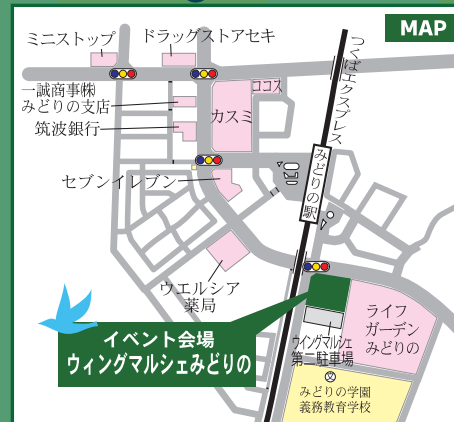 MAP
ミニストップ
ドラッグストアセキ
つくばエクスプレス
一誠商事㈱
みどりの支店
ココス
カスミ
筑波銀行
みどりの駅
セブンイレブン
ウエルシア
薬局
イベント会場
ウィングマルシェみどりの
ライフ
ガーデン
みどりの
ウイングマルシェ
第二駐車場
文
みどりの学園
義務教育学校